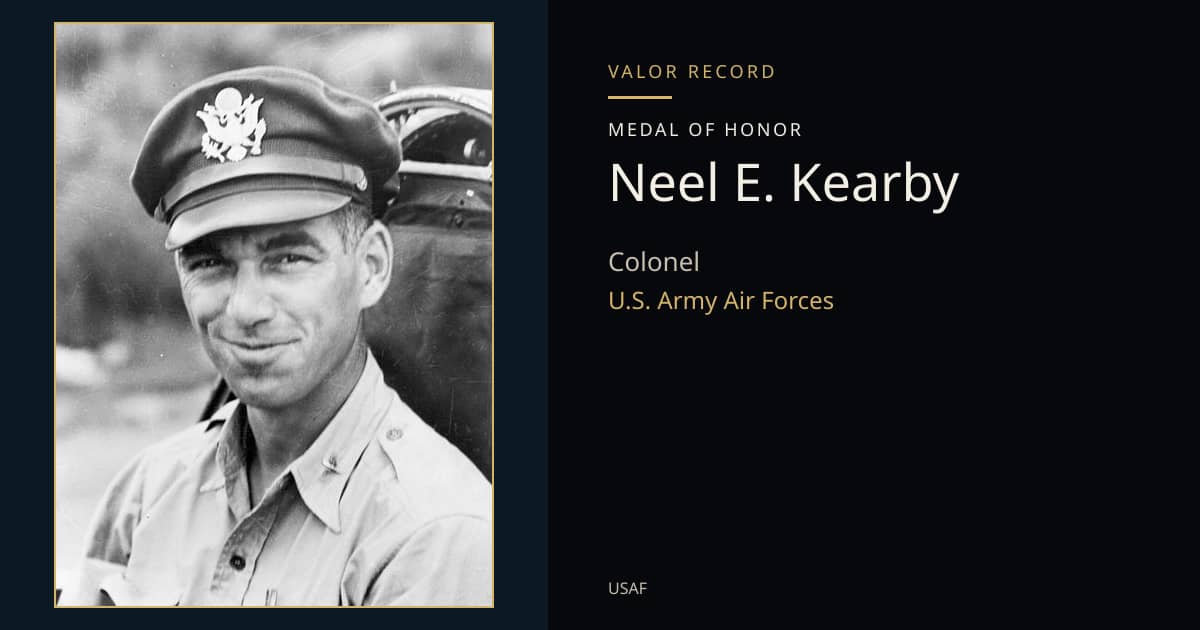 VALOR RECORD
MEDAL OF HONOR
Neel E. Kearby
Colonel
U.S. Army Air Forces
USAF